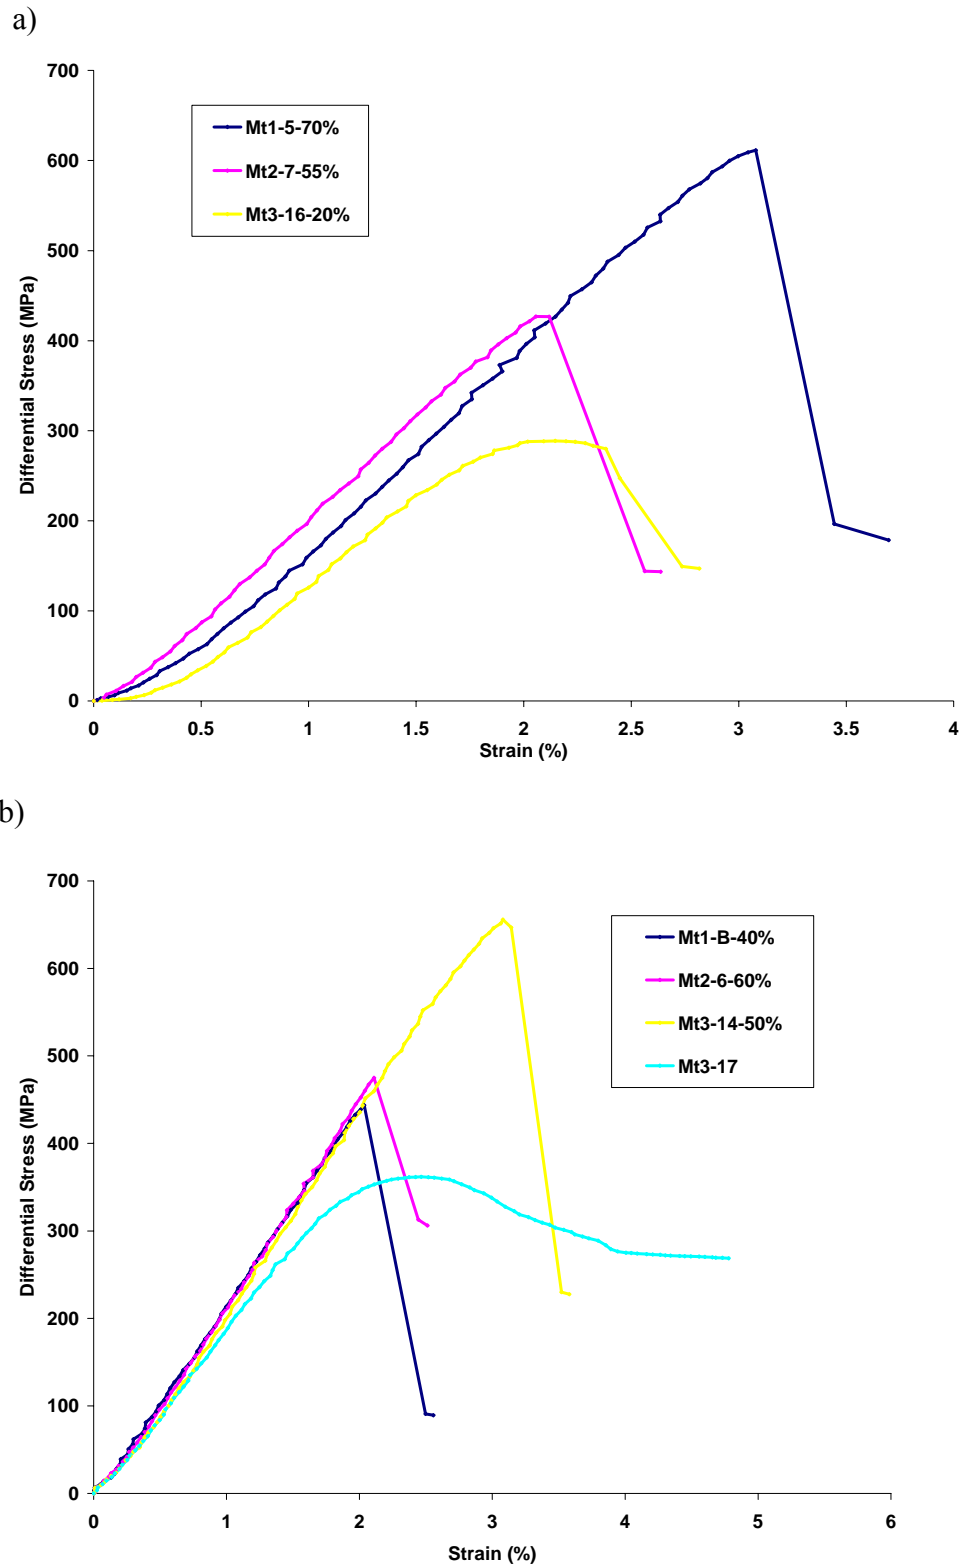 a)
700
600
500
400
300
200
100
0
Differential Stress (MPa)
Mt1-5-70%
Mt2-7-55%
Mt3-16-20%
0 0.5 1 1.5 2 2.5 3 3.5 4
Strain (%)
b)
700
600
500
400
300
200
100
0
Differential Stress (MPa)
Mt1-B-40%
Mt2-6-60%
Mt3-14-50%
Mt3-17
0 1 2 3 4 5 6
Strain (%)